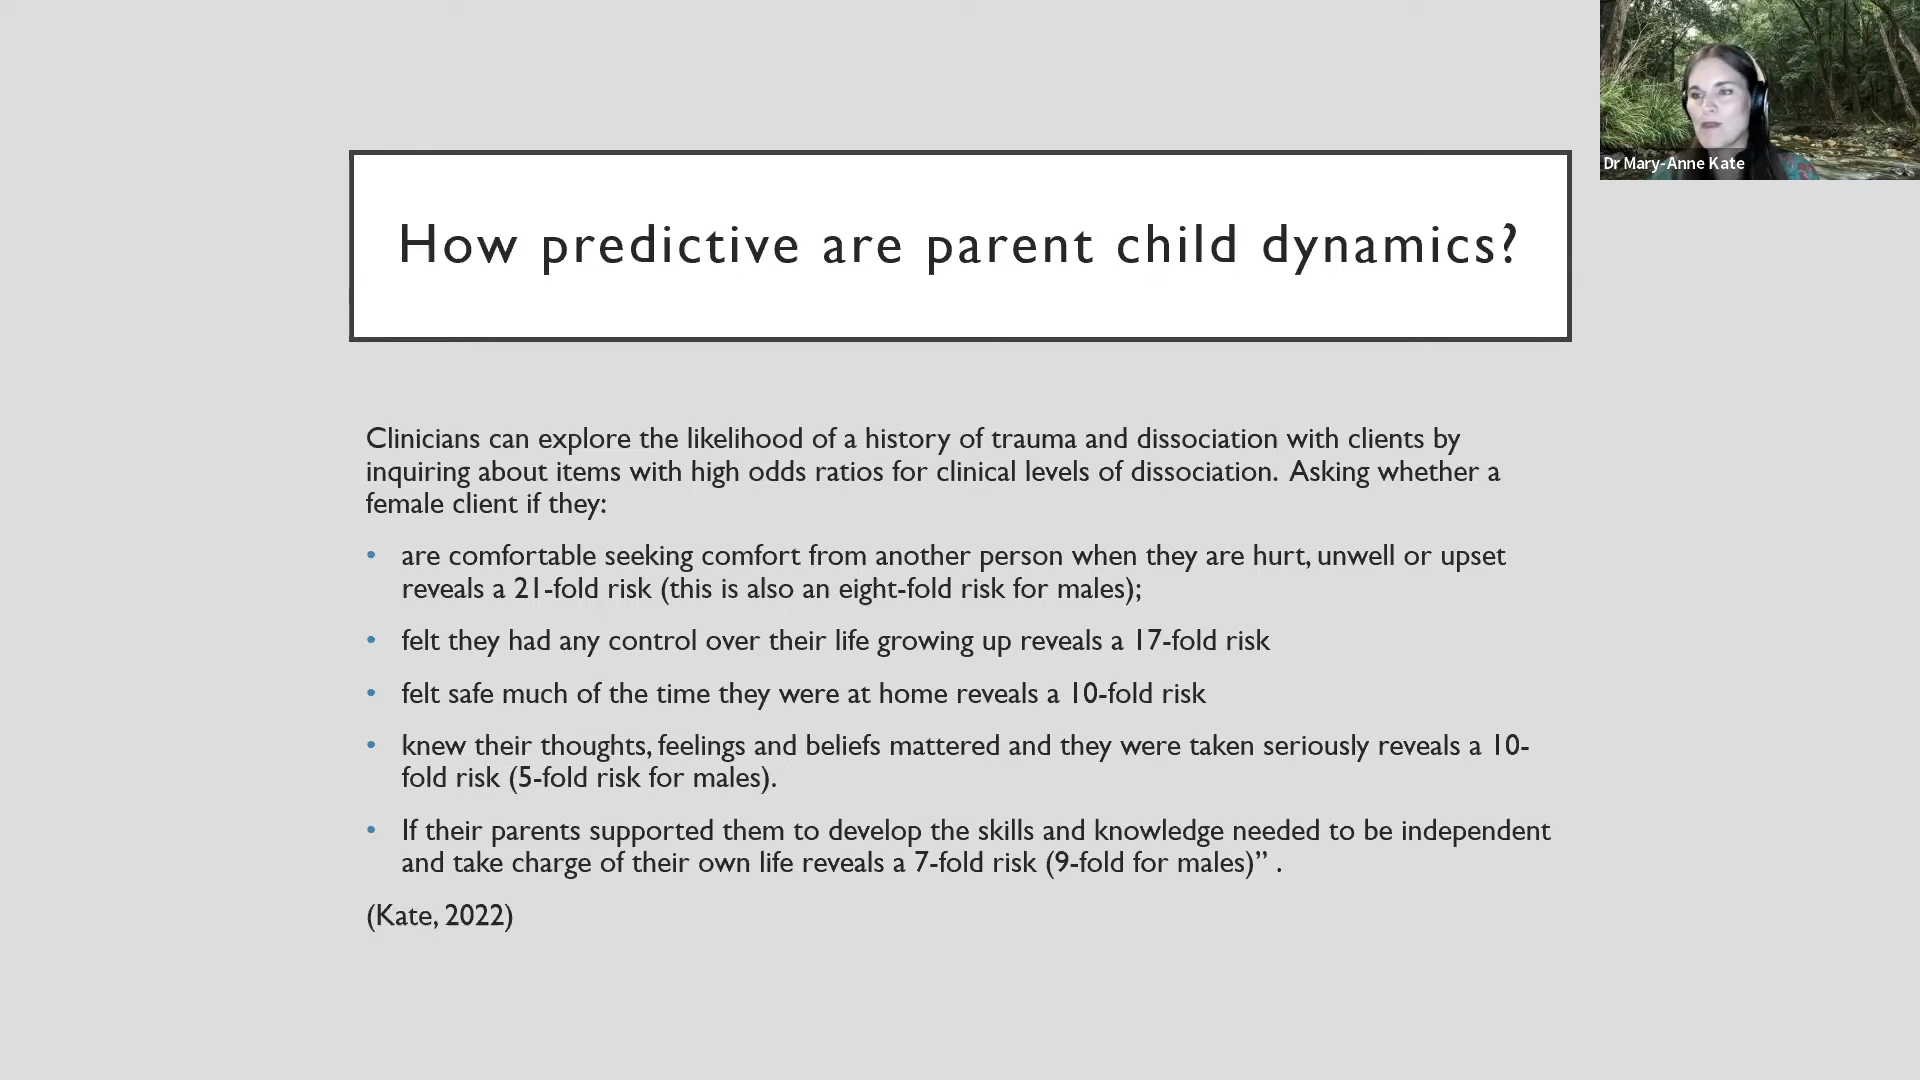 Dr Mary-Anne Kate
How predictive are parent child dynamics?
Clinicians can explore the likelihood of a history of trauma and dissociation with clients by
inquiring about items with high odds ratios for clinical levels of dissociation. Asking whether a
female client if they:
• are comfortable seeking comfort from another person when they are hurt, unwell or upset
reveals a 21-fold risk (this is also an eight-fold risk for males);
• felt they had any control over their life growing up reveals a 17-fold risk
• felt safe much of the time they were at home reveals a 10-fold risk
• knew their thoughts, feelings and beliefs mattered and they were taken seriously reveals a 10-
fold risk (5-fold risk for males).
• If their parents supported them to develop the skills and knowledge needed to be independent
and take charge of their own life reveals a 7-fold risk (9-fold for males)” .
(Kate, 2022)